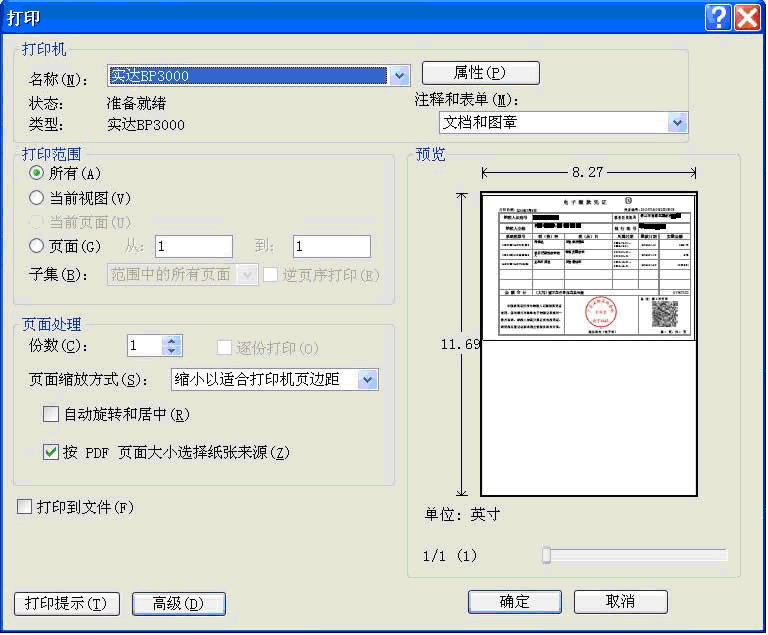 打印
打印机
名称(N):
实达BP3000
属性(P)
状态:
准备就绪
注释和表单(M):
类型:
实达BP3000
文档和图章
打印范围
所有(A)
当前视图(V)
当前页面(U)
页面(G)
从:
1
到:
1
子集(B):
范围中的所有页面
逆页序打印(E)
页面处理
份数(C):
1
逐份打印(O)
页面缩放方式(S):
缩小以适合打印机页边距
自动旋转和居中(R)
按 PDF 页面大小选择纸张来源(Z)
打印到文件(F)
预览
8.27
电子缴款凭证
11.69
单位: 英寸
1/1 (1)
打印提示(T)
高级(D)
确定
取消